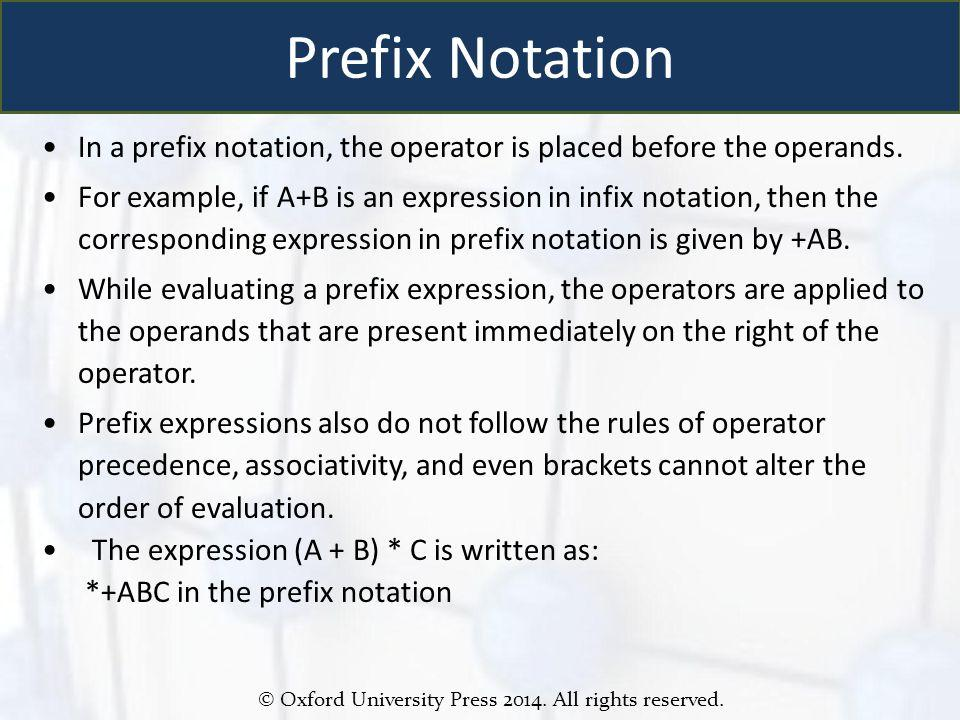 Prefix Notation
• In a prefix notation, the operator is placed before the operands.
• For example, if A+B is an expression in infix notation, then the
corresponding expression in prefix notation is given by +AB.
• While evaluating a prefix expression, the operators are applied to
the operands that are present immediately on the right of the
operator.
• Prefix expressions also do not follow the rules of operator
precedence, associativity, and even brackets cannot alter the
order of evaluation.
• The expression (A + B) * C is written as:
*+ABC in the prefix notation
© Oxford University Press 2014. All rights reserved.